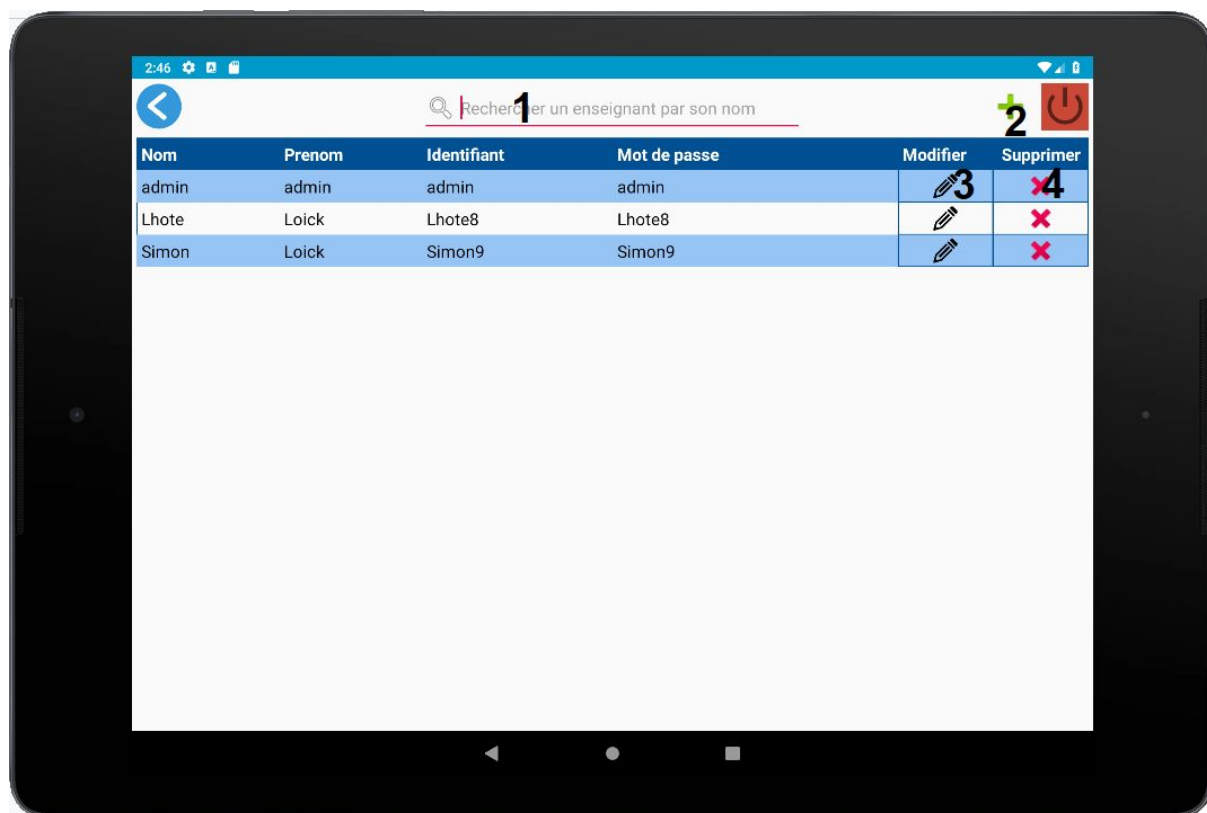 2:46
Rechercher un enseignant par son nom
1
2
Nom Prenom Identifiant Mot de passe Modifier Supprimer
admin admin admin admin 3 4
Lhote Loick Lhote8 Lhote8
Simon Loick Simon9 Simon9